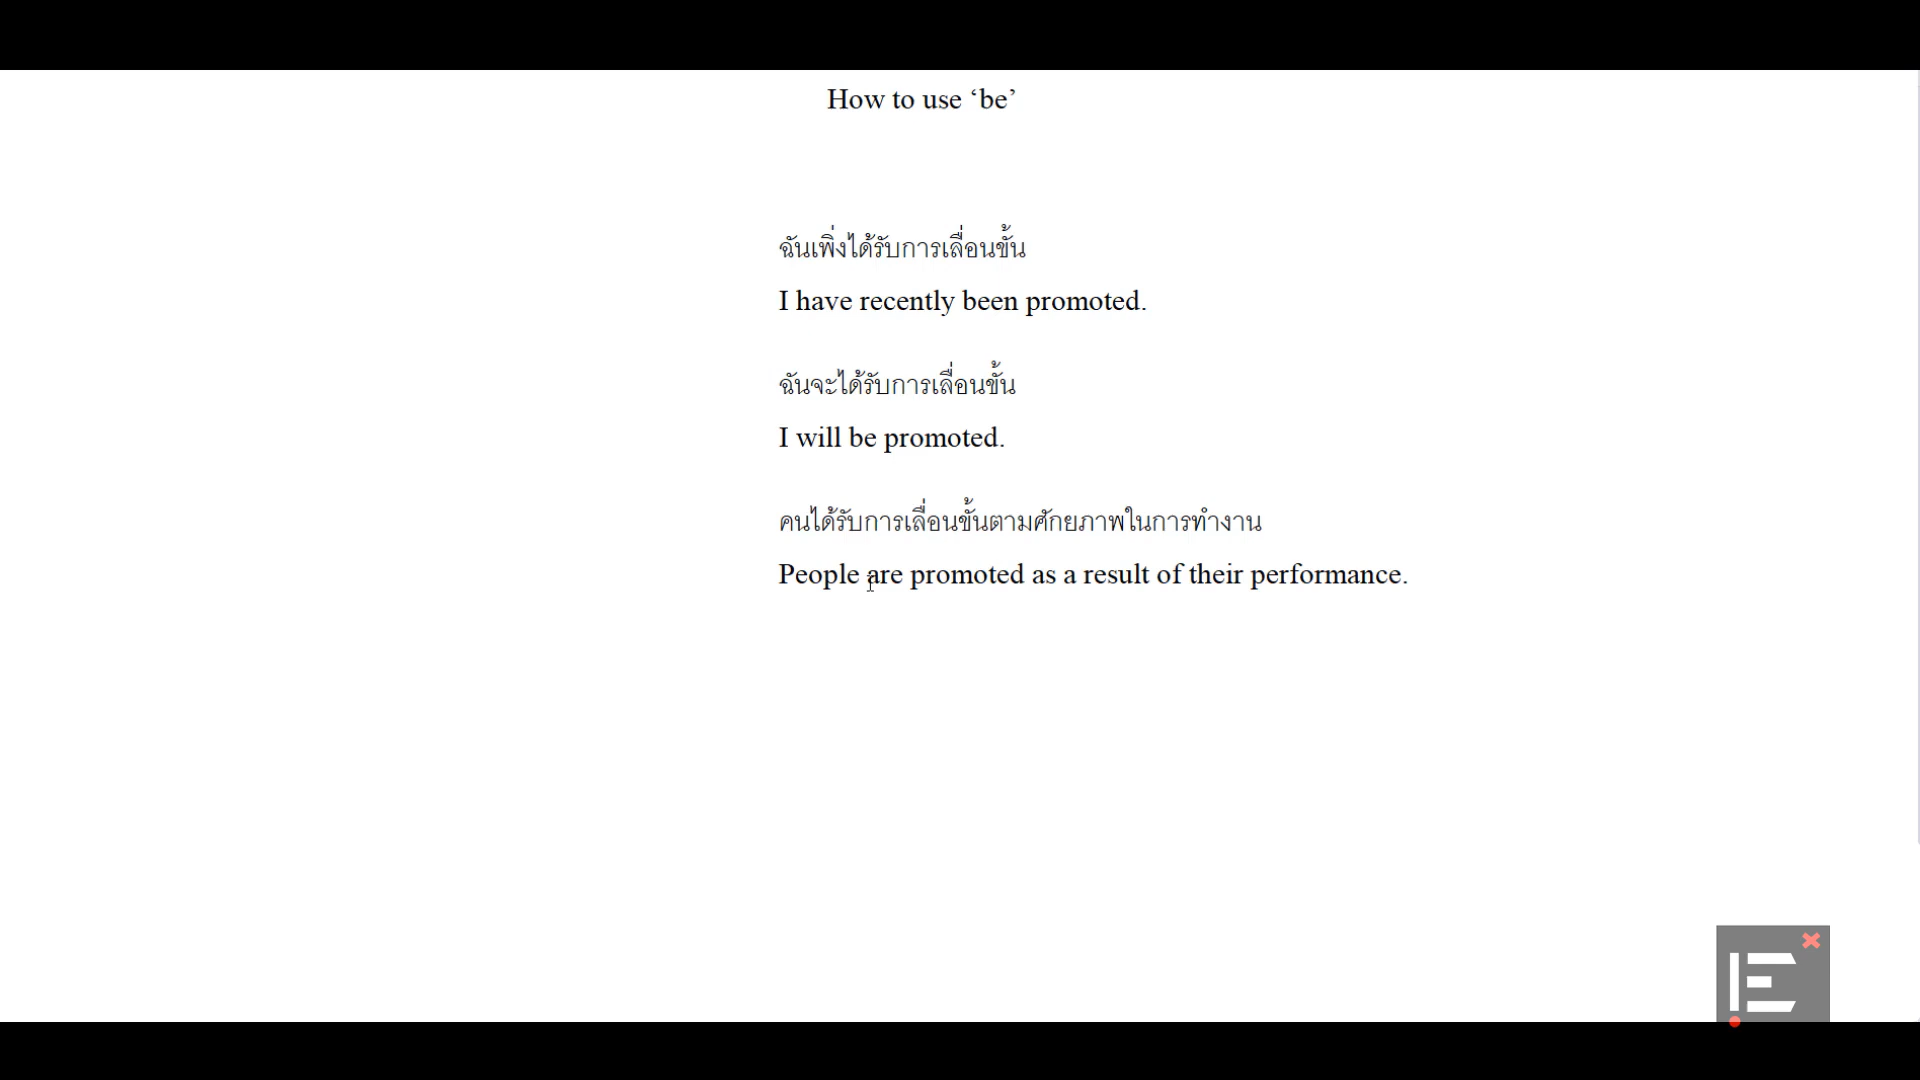 How to use ‘be’
ฉันเพิ่งได้รับการเลื่อนขั้น
I have recently been promoted.
ฉันจะได้รับการเลื่อนขั้น
I will be promoted.
คนได้รับการเลื่อนขั้นตามศักยภาพในการทำงาน
People are promoted as a result of their performance.